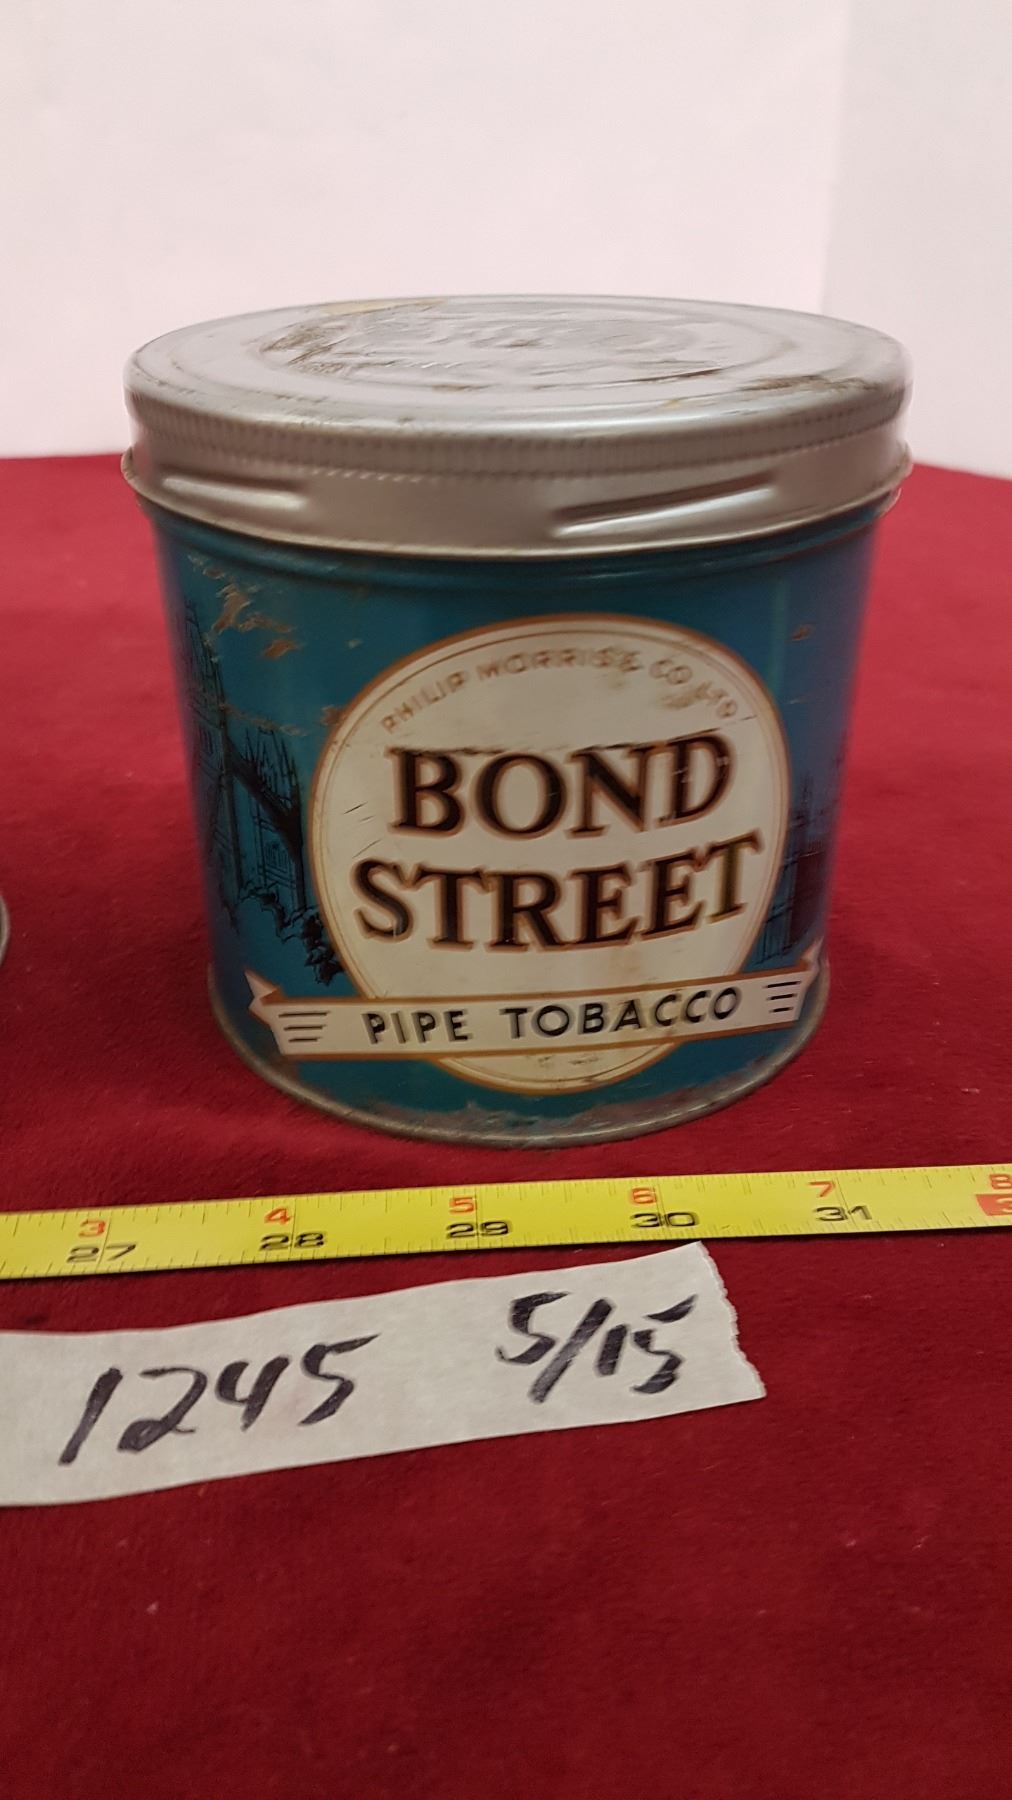 PHILIP MORRIS & CO LTD
BOND
STREET
PIPE TOBACCO
3 4 5 6 7 8
27 28 29 30 31
1245 5/15